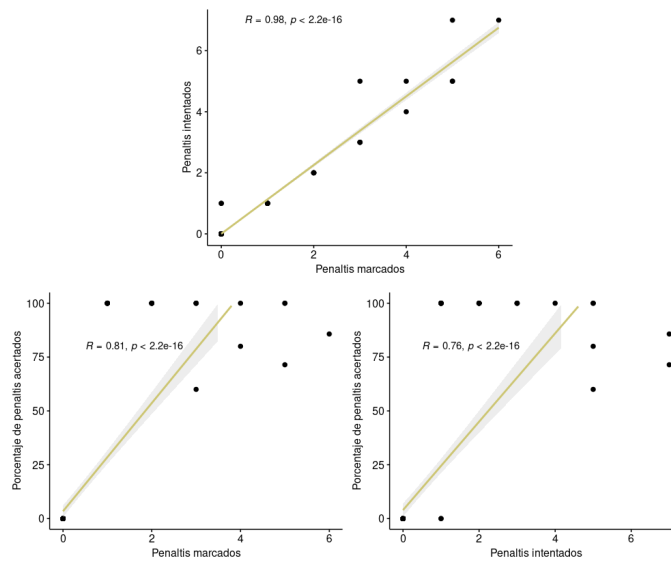 R = 0.98, p < 2.2e-16
Penaltis intentados
6
4
2
0
0 2 4 6
Penaltis marcados
R = 0.81, p < 2.2e-16
Porcentaje de penaltis acertados
100
75
50
25
0
0 2 4 6
Penaltis marcados
R = 0.76, p < 2.2e-16
Porcentaje de penaltis acertados
100
75
50
25
0
0 2 4 6
Penaltis intentados